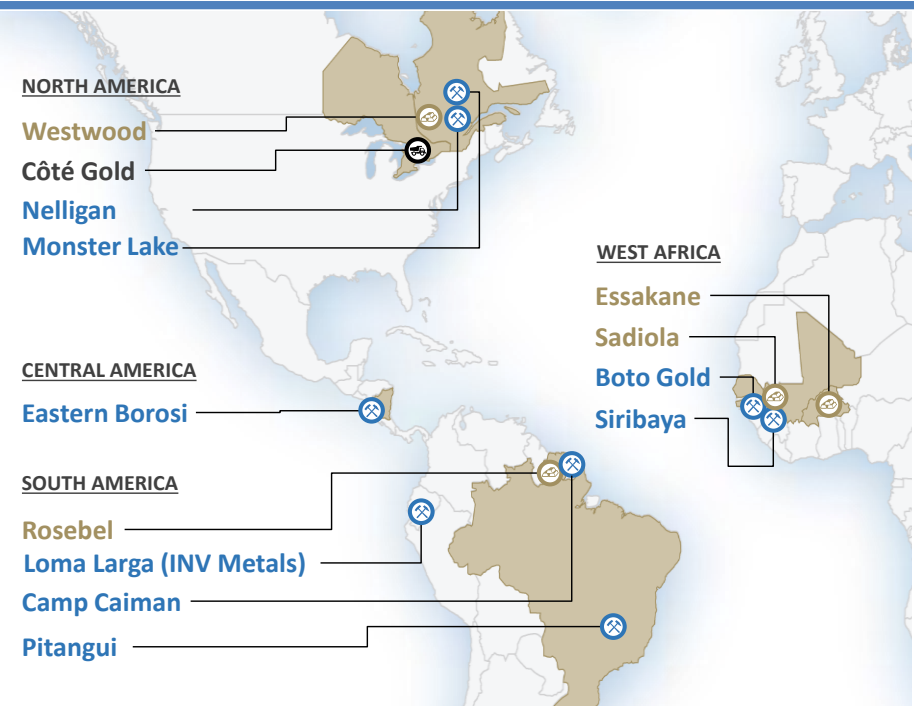 NORTH AMERICA
Westwood
Côté Gold
Nelligan
Monster Lake
CENTRAL AMERICA
Eastern Borosi
SOUTH AMERICA
Rosebel
Loma Larga (INV Metals)
Camp Caiman
Pitangui
WEST AFRICA
Essakane
Sadiola
Boto Gold
Siribaya